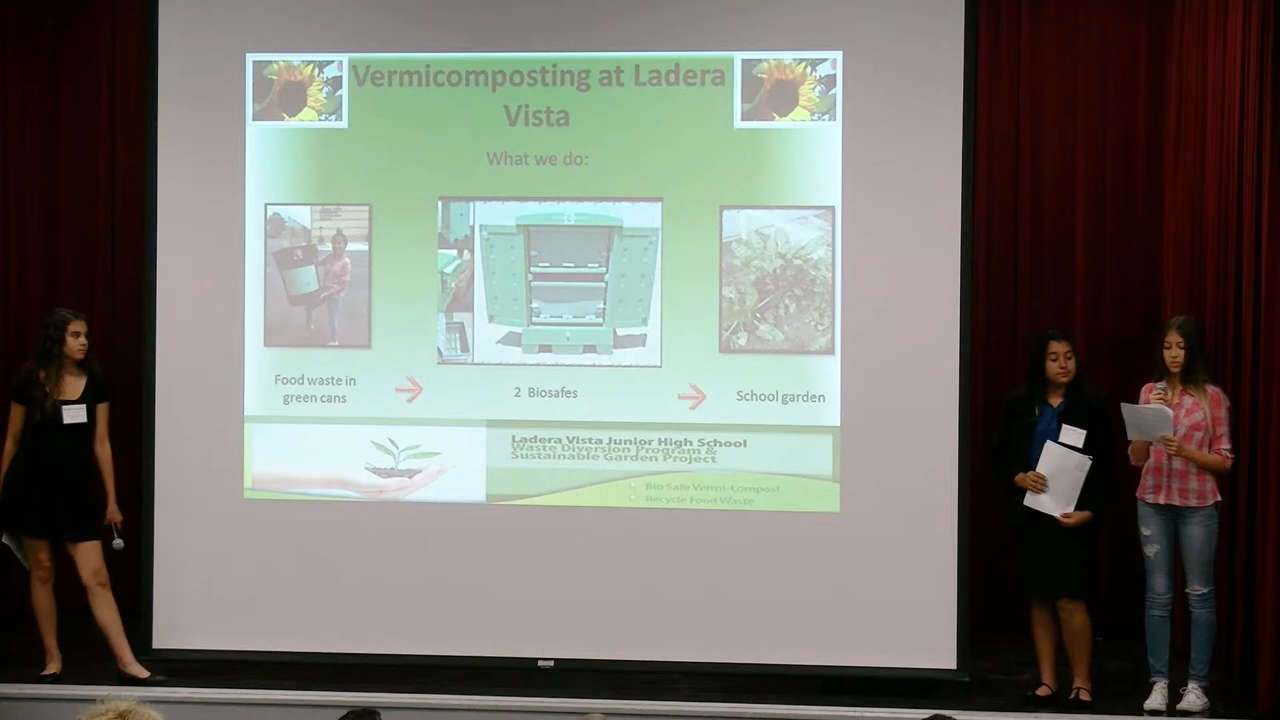 Vermicomposting at Ladera
Vista
What we do:
Food waste in
green cans
2 Biosafes
School garden
Ladera Vista Junior High School
Waste Diversion Program &
Sustainable Garden Project
Bio Safe Vermi-Compost
Recycle Food Waste